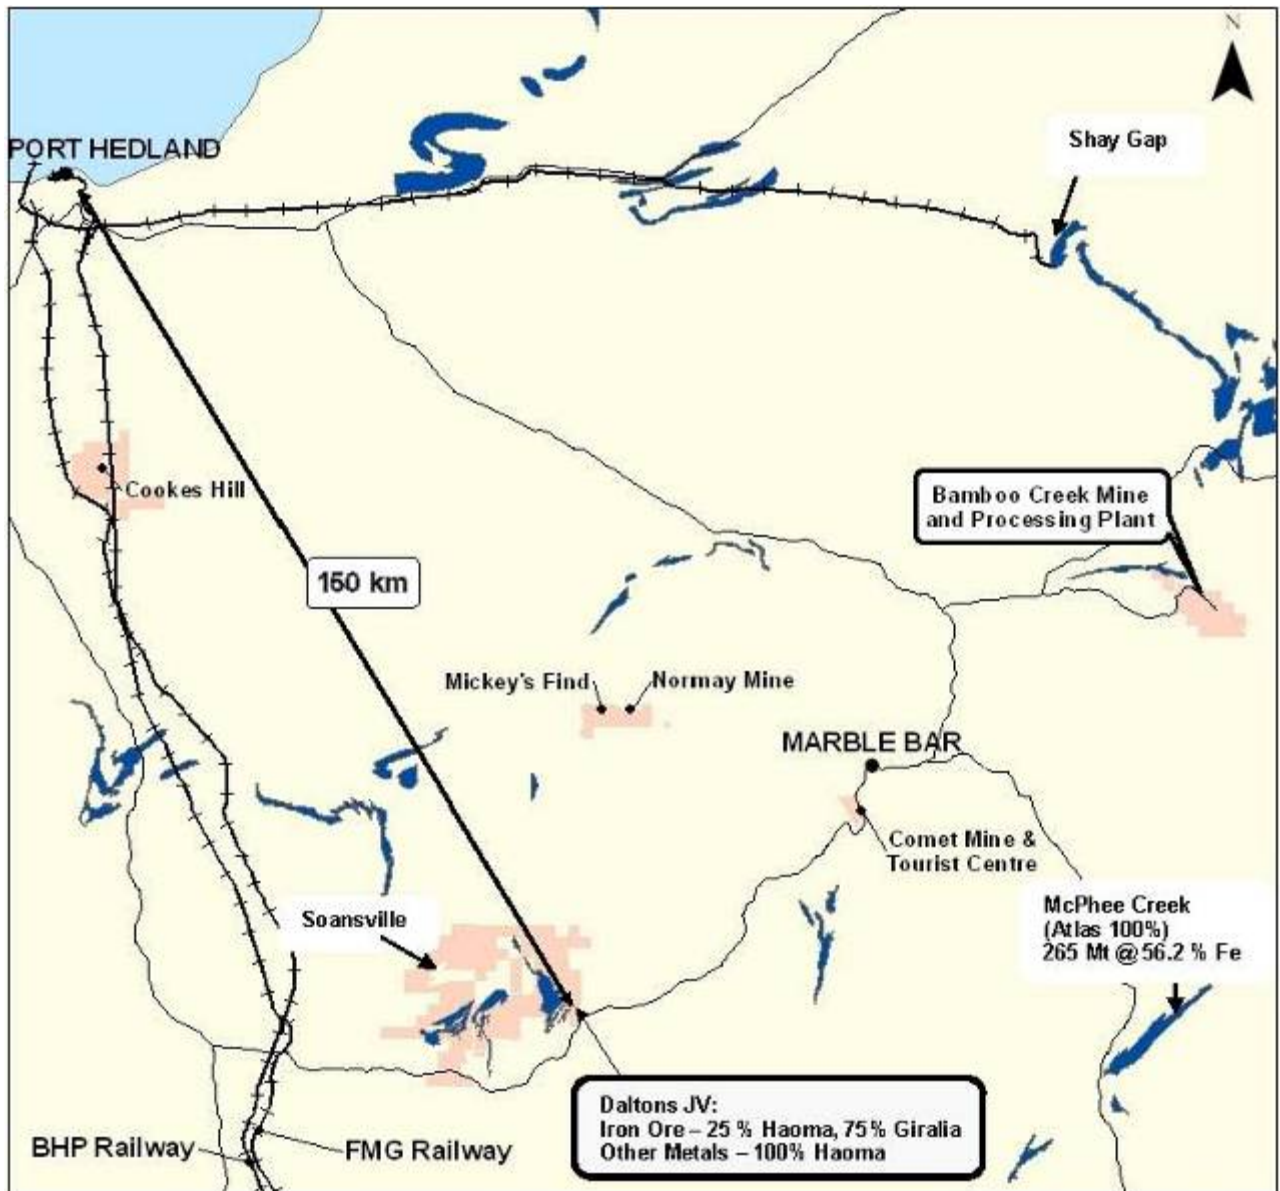 N
Shay Gap
PORT HEDLAND
Cookes Hill
Bamboo Creek Mine
and Processing Plant
150 km
Mickey's Find
Normay Mine
MARBLE BAR
Comet Mine &
Tourist Centre
McPhee Creek
(Atlas 100%)
265 Mt @ 56.2 % Fe
Soansville
Daltons JV:
Iron Ore – 25 % Haoma, 75% Giralia
Other Metals – 100% Haoma
BHP Railway
FMG Railway